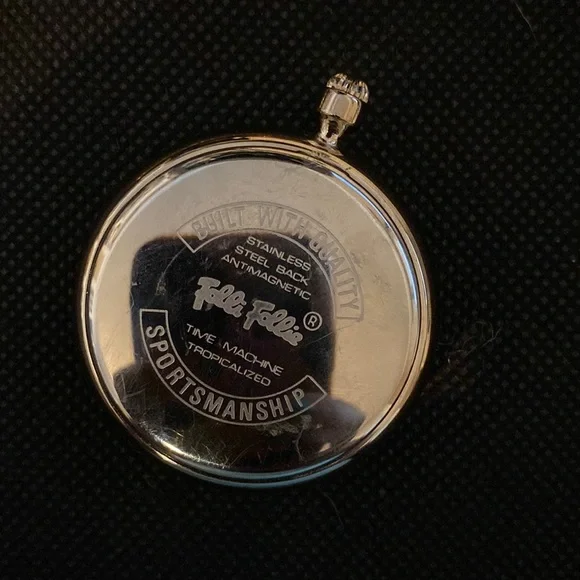 BUILT WITH QUALITY
STAINLESS
STEEL BACK
ANTIMAGNETIC
Folli Follie®
TIME MACHINE
TROPICALIZED
SPORTSMANSHIP